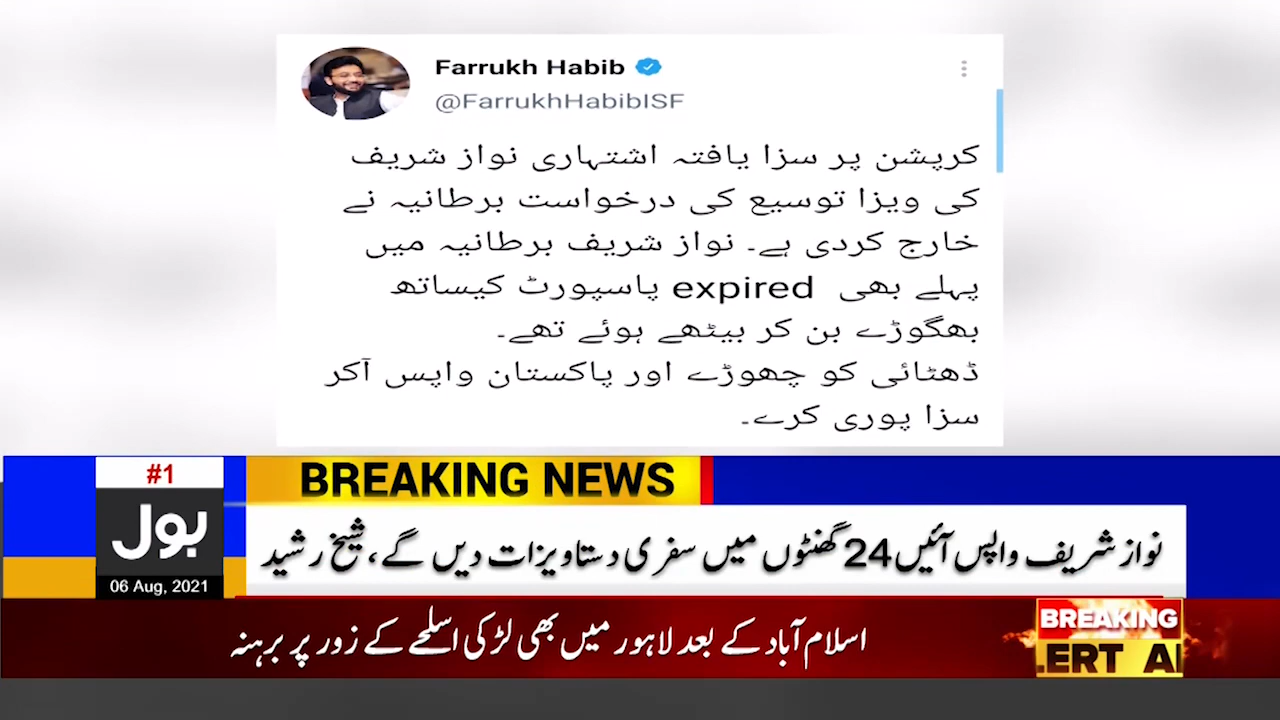 Farrukh Habib
@FarrukhHabibISF
کرپشن پر سزا یافتہ اشتہاری نواز شریف
کی ویزا توسیع کی درخواست برطانیہ نے
خارج کردی ہے۔ نواز شریف برطانیہ میں
پہلے بھی expired پاسپورٹ کیساتھ
بھگوڑے بن کر بیٹھے ہوئے تھے۔
ڈھٹائی کو چھوڑے اور پاکستان واپس آکر
سزا پوری کرے۔
#1
بول
06 Aug, 2021
BREAKING NEWS
نواز شریف واپس آئیں 24 گھنٹوں میں سفری دستاویزات دیں گے، شیخ رشید
اسلام آباد کے بعد لاہور میں بھی لڑکی اسلحے کے زور پر برہنہ
BREAKING
LERT A